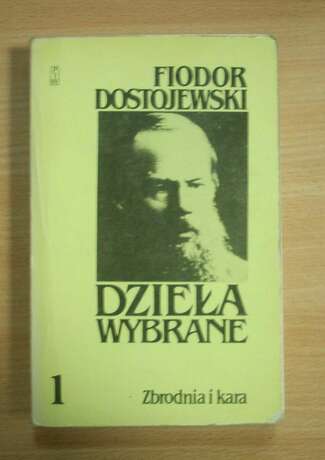 FIODOR
DOSTOJEWSKI
DZIEŁA
WYBRANE
1
Zbrodnia i kara